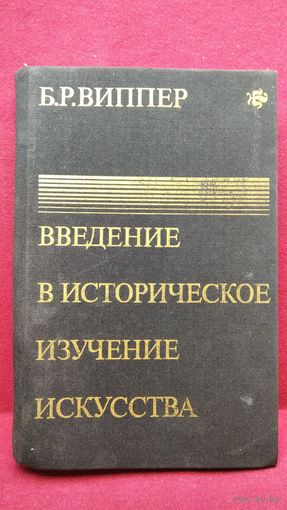 Б.Р.ВИППЕР
ВВЕДЕНИЕ
В ИСТОРИЧЕСКОЕ
ИЗУЧЕНИЕ
ИСКУССТВА